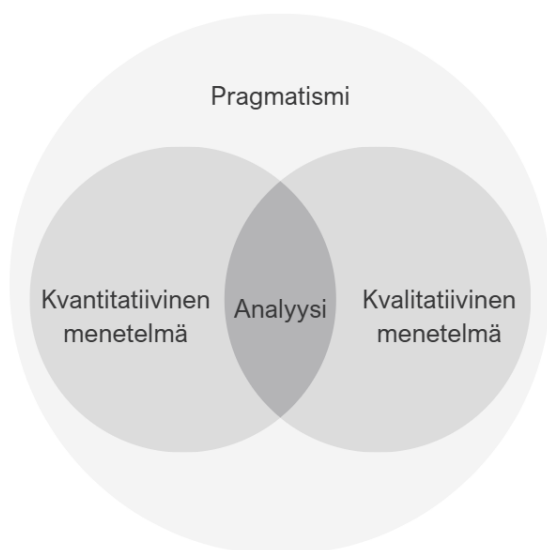 Pragmatismi
Kvantitatiivinen
menetelmä
Analyysi
Kvalitatiivinen
menetelmä